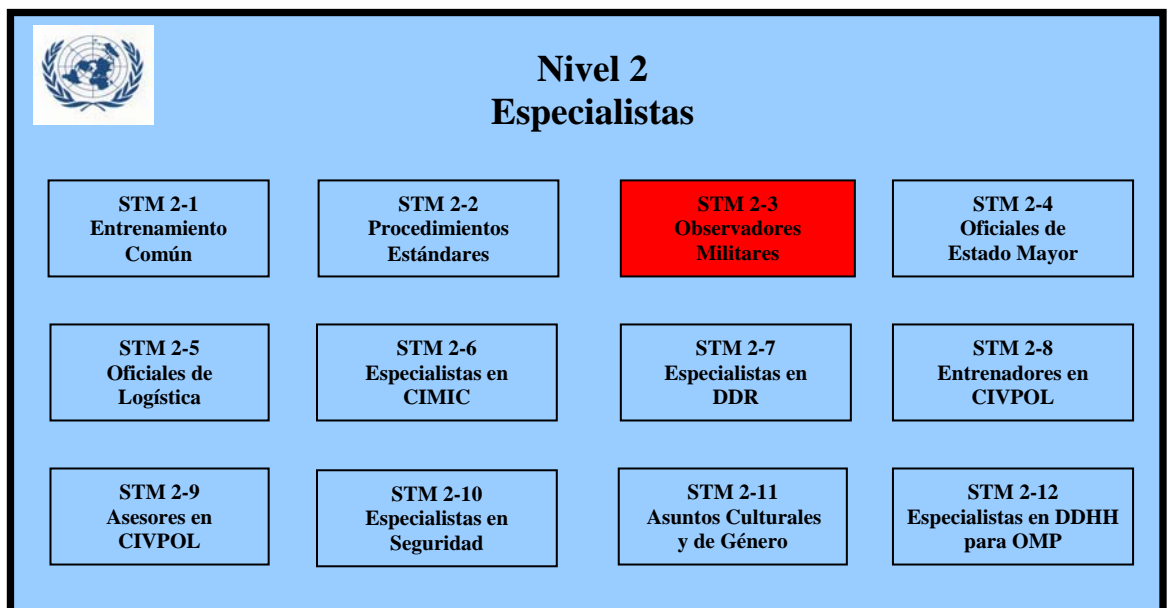 Nivel 2
Especialistas
STM 2-1
Entrenamiento
Común
STM 2-2
Procedimientos
Estándares
STM 2-3
Observadores
Militares
STM 2-4
Oficiales de
Estado Mayor
STM 2-5
Oficiales de
Logística
STM 2-6
Especialistas en
CIMIC
STM 2-7
Especialistas en
DDR
STM 2-8
Entrenadores en
CIVPOL
STM 2-9
Asesores en
CIVPOL
STM 2-10
Especialistas en
Seguridad
STM 2-11
Asuntos Culturales
y de Género
STM 2-12
Especialistas en DDHH
para OMP